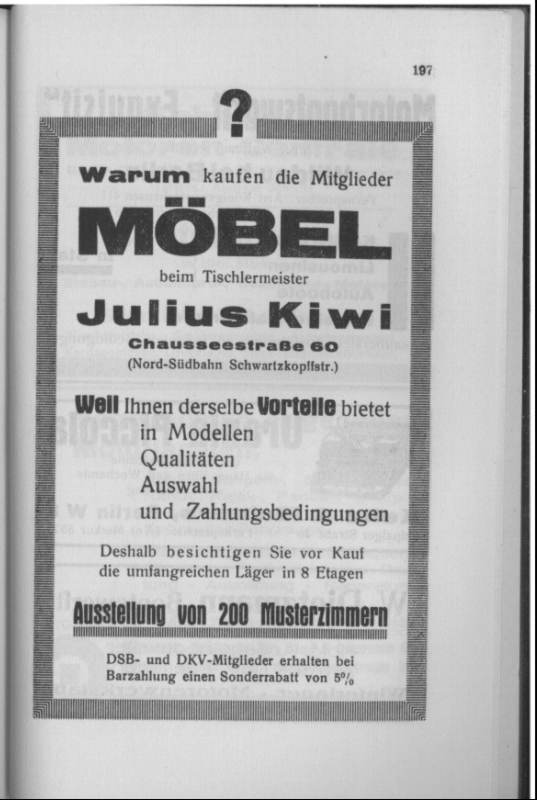 197
?
Warum kaufen die Mitglieder
MÖBEL
beim Tischlermeister
Julius Kiwi
Chausseestraße 60
(Nord-Südbahn Schwartzkopffstr.)
Weil Ihnen derselbe Vorteile bietet
in Modellen
Qualitäten
Auswahl
und Zahlungsbedingungen
Deshalb besichtigen Sie vor Kauf
die umfangreichen Läger in 8 Etagen
Ausstellung von 200 Musterzimmern
DSB- und DKV-Mitglieder erhalten bei
Barzahlung einen Sonderrabatt von 5%